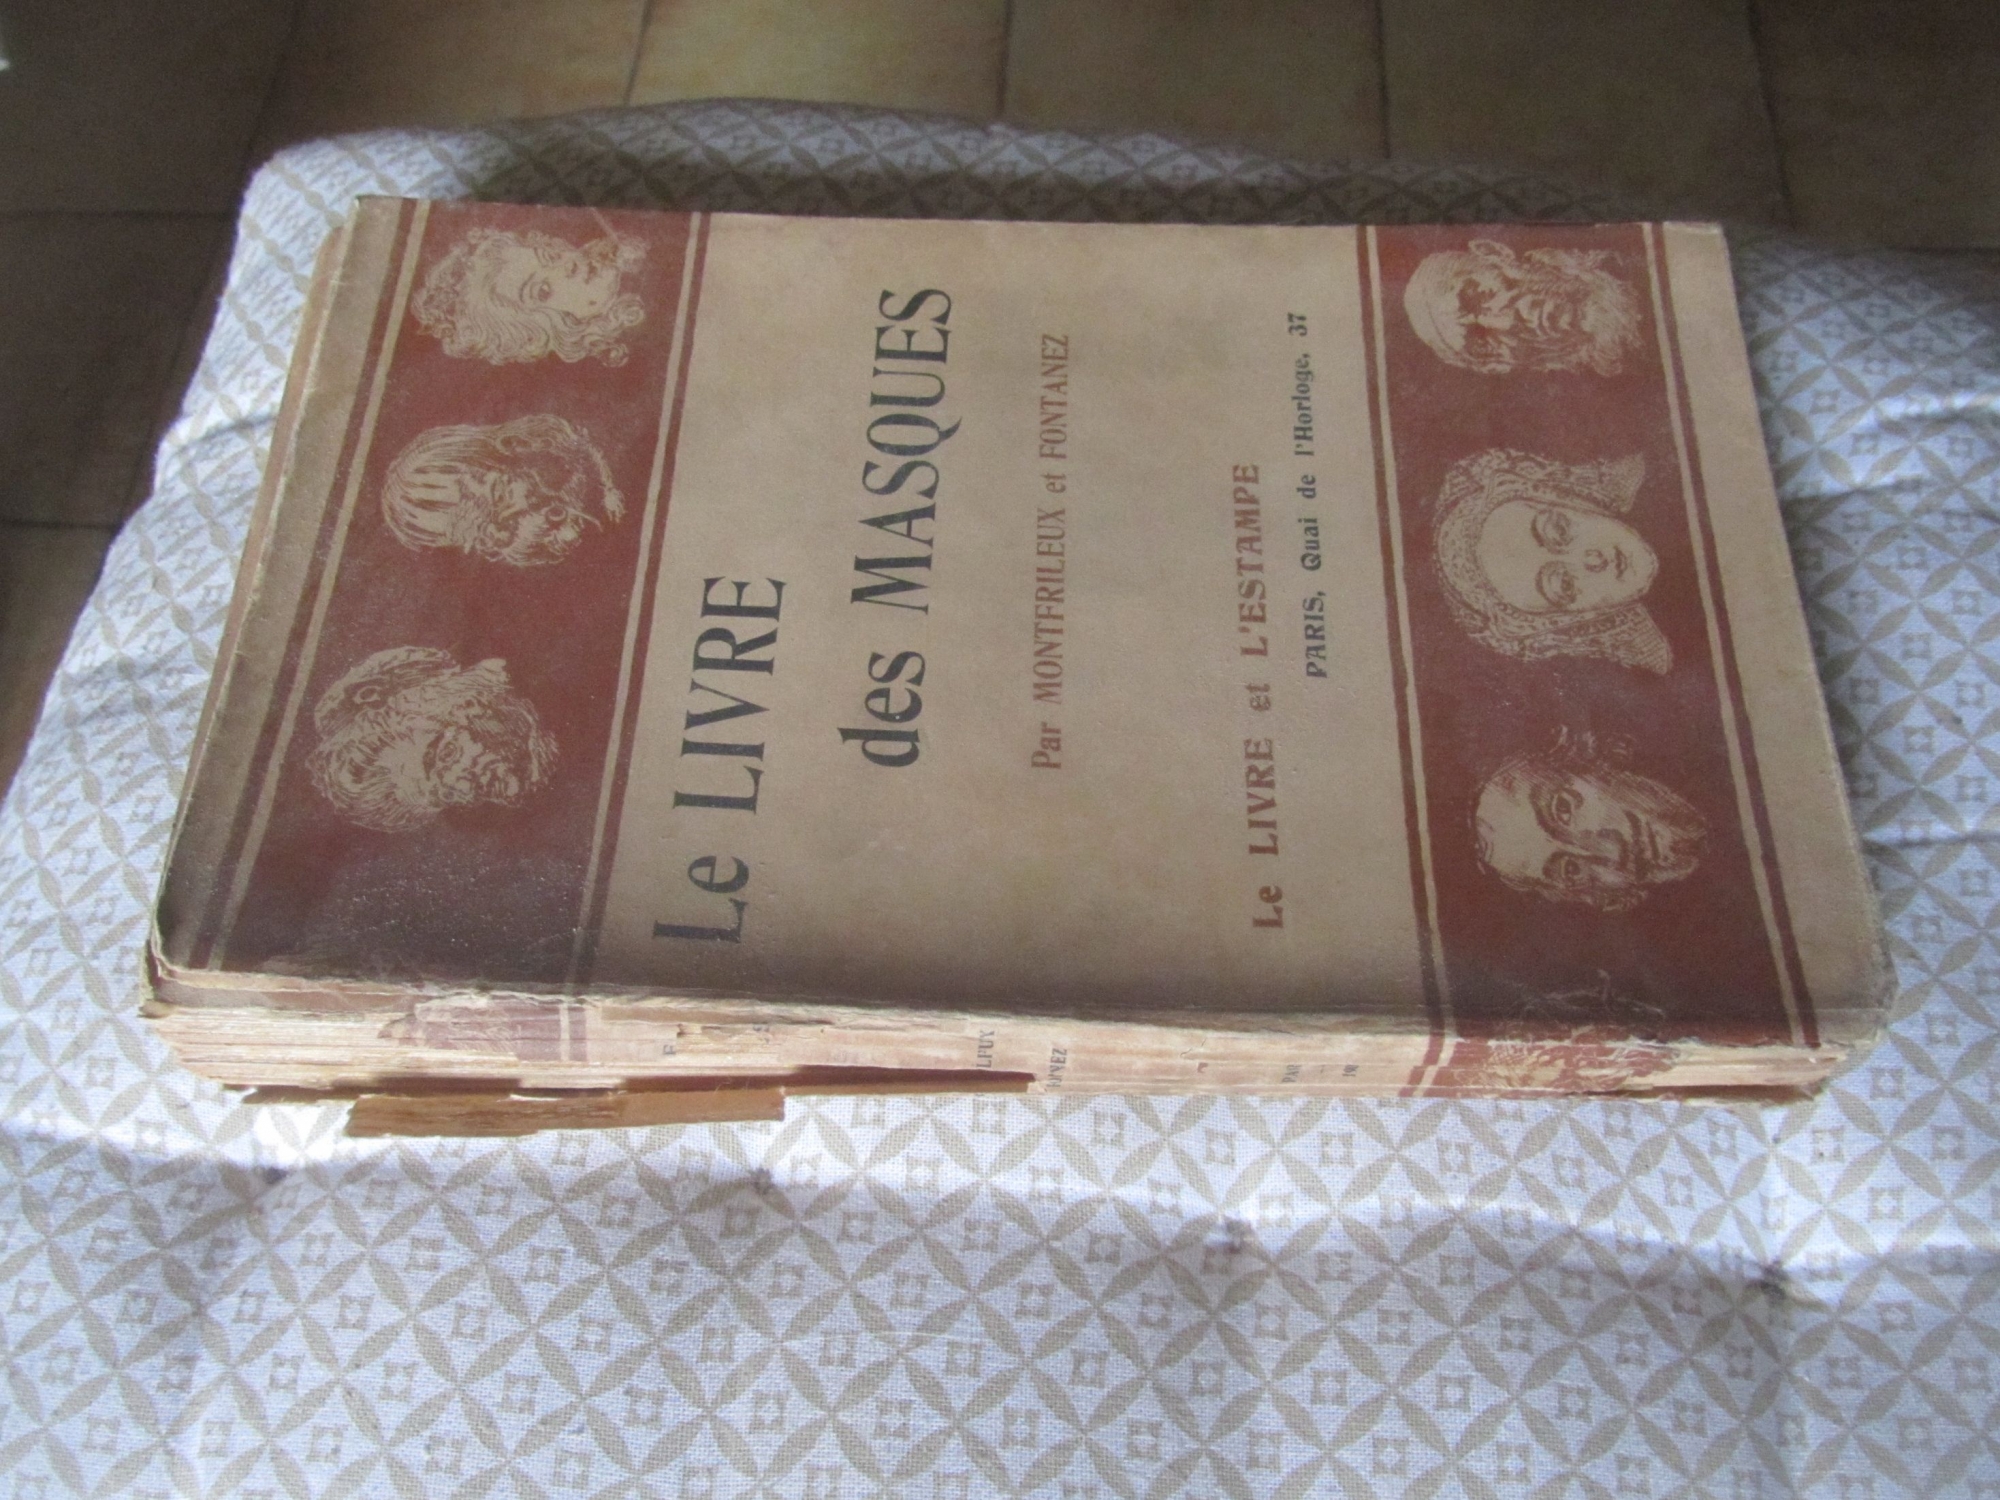 Le LIVRE
des MASQUES
Par MONTFRILEUX et FONTANEZ
Le LIVRE et L'ESTAMPE
PARIS, Quai de l'Horloge, 37